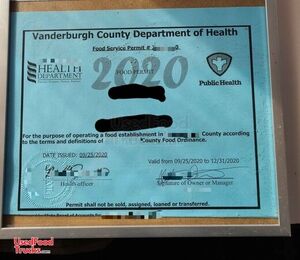 Vanderburgh County Department of Health
Food Service Permit # 2
HEALTH
DEPARTMENT
2020
FOOD PERMIT
Public Health
For the purpose of operating a food establishment in County according
to the terms and definitions of County Food Ordinance.
DATE ISSUED: 09/25/2020
Valid from 09/25/2020 to 12/31/2020
Health officer
Signature of Owner or Manager
Permit shall not be sold, assigned, loaned or transferred.
Used Food
Trucks